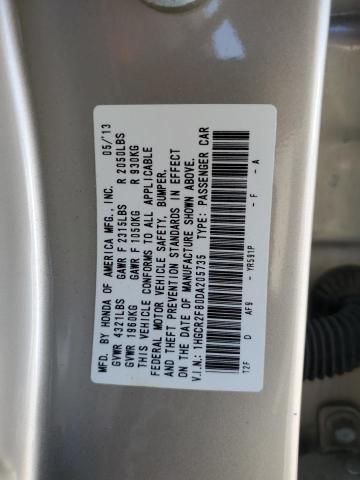 MFD. BY HONDA OF AMERICA MFG., INC. 05/'13
GVWR 4321LBS GAWR F 2315LBS R 2050LBS
GVWR 1960KG GAWR F 1050KG R 930KG
THIS VEHICLE CONFORMS TO ALL APPLICABLE
FEDERAL MOTOR VEHICLE SAFETY, BUMPER,
AND THEFT PREVENTION STANDARDS IN EFFECT
ON THE DATE OF MANUFACTURE SHOWN ABOVE.
V.I.N.: 1HGCR2F80DA205735 TYPE: PASSENGER CAR
T2F D AF9 - YR591P - F - A